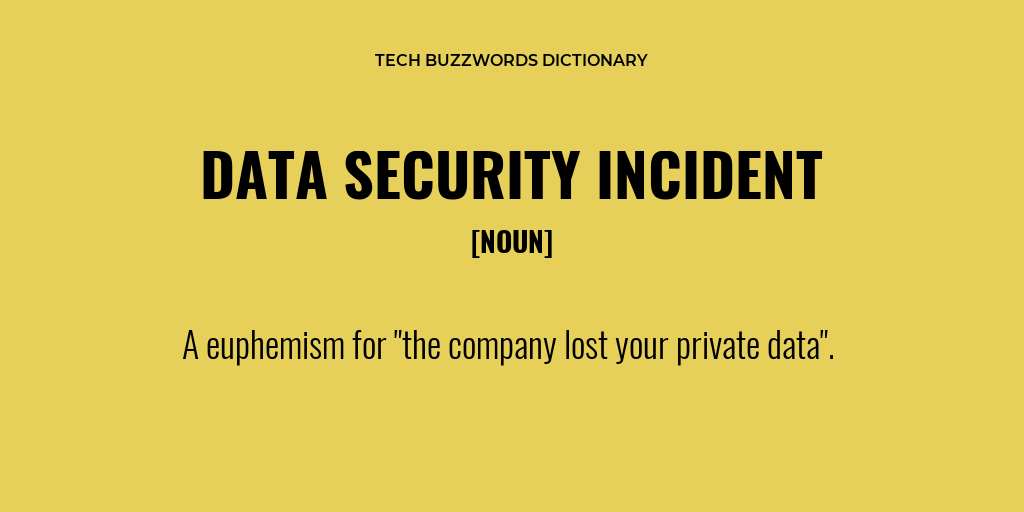 TECH BUZZWORDS DICTIONARY
DATA SECURITY INCIDENT
[NOUN]
A euphemism for "the company lost your private data".